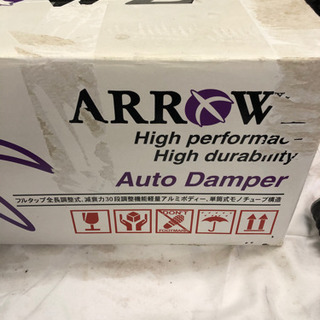 ARROW
High performa
High durability
Auto Damper
フルタップ全長調整式、減衰力30段調整機能軽量アルミボディー、単筒式モノチューブ構造
DON'T